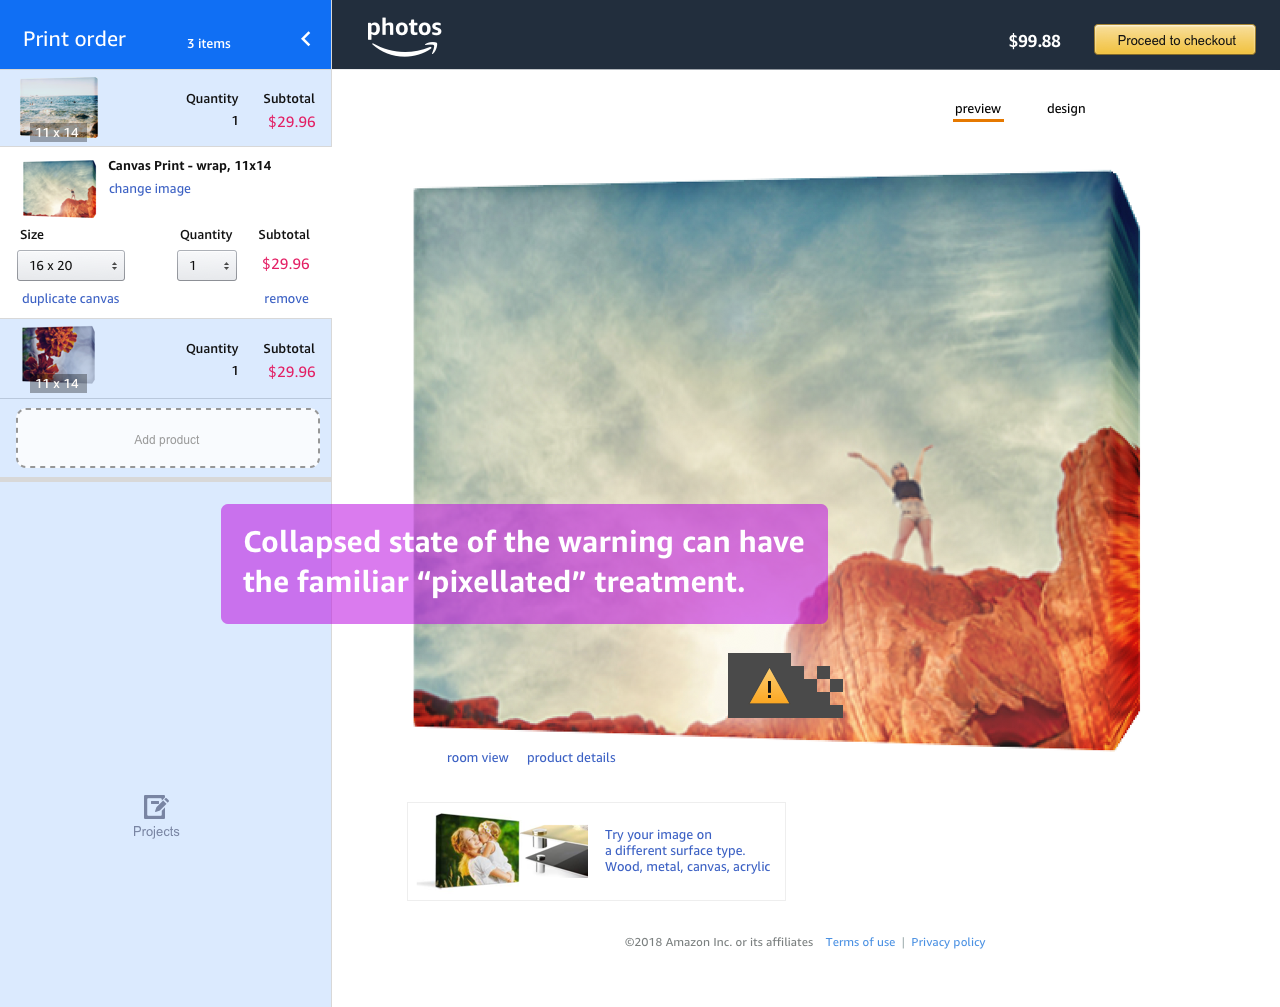 Print order
3 items
photos
$99.88
Proceed to checkout
Quantity
Subtotal
11 x 14
1
$29.96
preview
design
Canvas Print - wrap, 11x14
change image
Size
Quantity
Subtotal
16 x 20
1
$29.96
duplicate canvas
remove
Quantity
Subtotal
11 x 14
1
$29.96
Add product
Collapsed state of the warning can have
the familiar “pixellated” treatment.
!
room view
product details
Projects
Try your image on
a different surface type.
Wood, metal, canvas, acrylic
©2018 Amazon Inc. or its affiliates Terms of use | Privacy policy